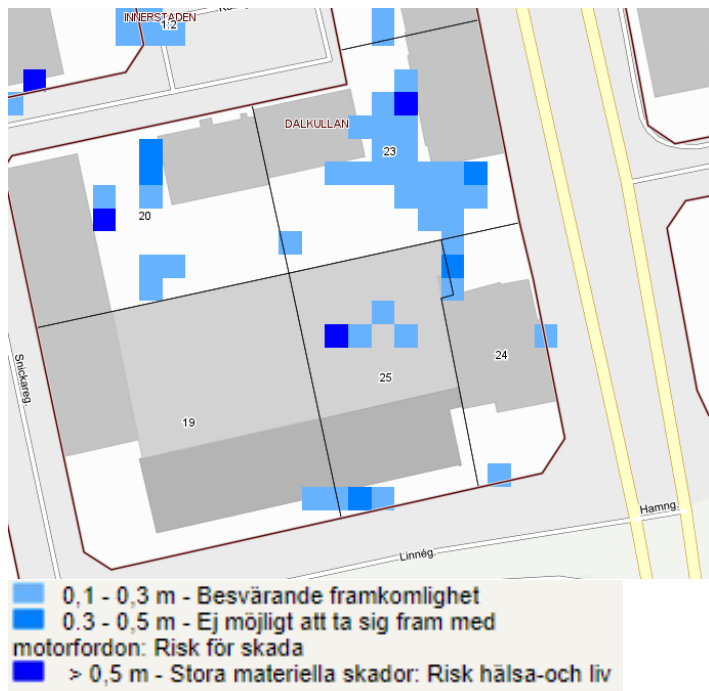 INNERSTADEN
1:2
DALKULLAN
23
20
24
25
19
Snickareg.
Hamng.
Linnég.
0,1 - 0,3 m - Besvärande framkomlighet
0.3 - 0,5 m - Ej möjligt att ta sig fram med
motorfordon: Risk för skada
> 0,5 m - Stora materiella skador: Risk hälsa-och liv